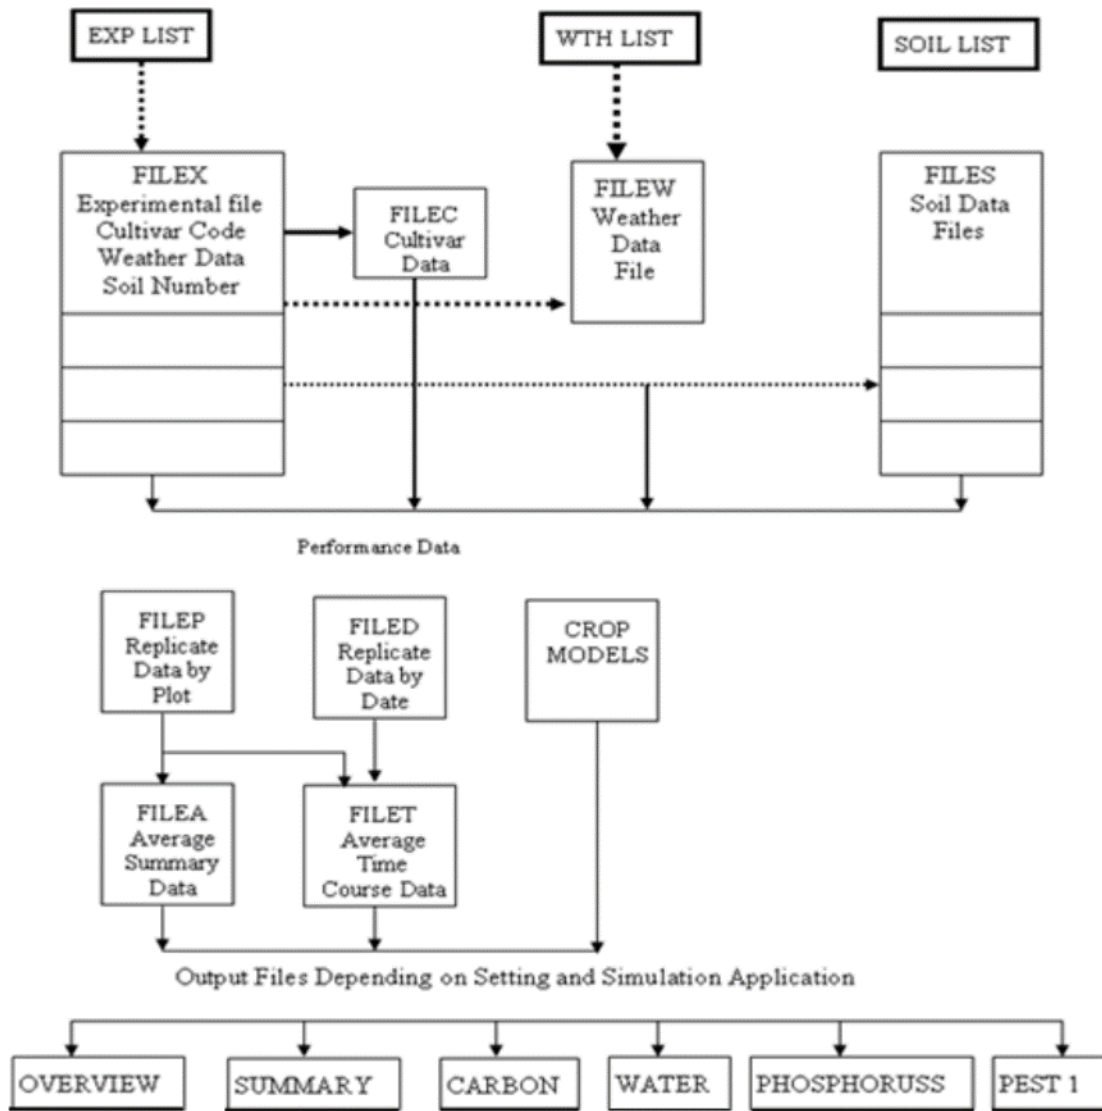 EXP LIST
WTH LIST
SOIL LIST
FILEX
Experimental file
Cultivar Code
Weather Data
Soil Number
FILEC
Cultivar
Data
FILEW
Weather
Data
File
FILES
Soil Data
Files
Performance Data
FILEP
Replicate
Data by
Plot
FILED
Replicate
Data by
Date
CROP
MODELS
FILEA
Average
Summary
Data
FILET
Average
Time
Course Data
Output Files Depending on Setting and Simulation Application
OVERVIEW
SUMMARY
CARBON
WATER
PHOSPHORUSS
PEST 1